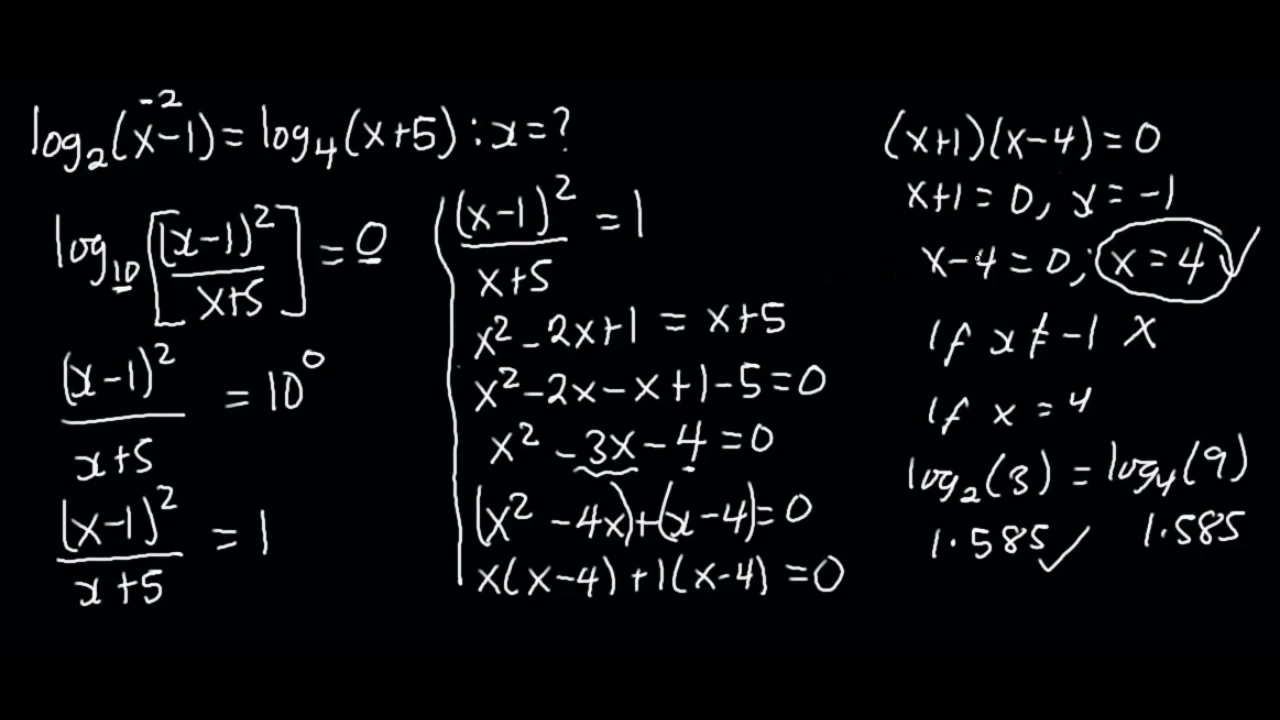 log₂(x-1) = log₄(x+5) : x = ?
-2
log₁₀[(x-1)²/(x+5)] = 0
(x-1)²/(x+5) = 10⁰
(x-1)²/(x+5) = 1
(x-1)²/(x+5) = 1
x² - 2x + 1 = x + 5
x² - 2x - x + 1 - 5 = 0
x² - 3x - 4 = 0
(x² - 4x) + (x - 4) = 0
x(x-4) + 1(x-4) = 0
(x+1)(x-4) = 0
x+1 = 0, x = -1
x-4 = 0; x = 4 ✓
If x ≠ -1 X
If x = 4
log₂(3) = log₄(9)
1.585 ✓ 1.585